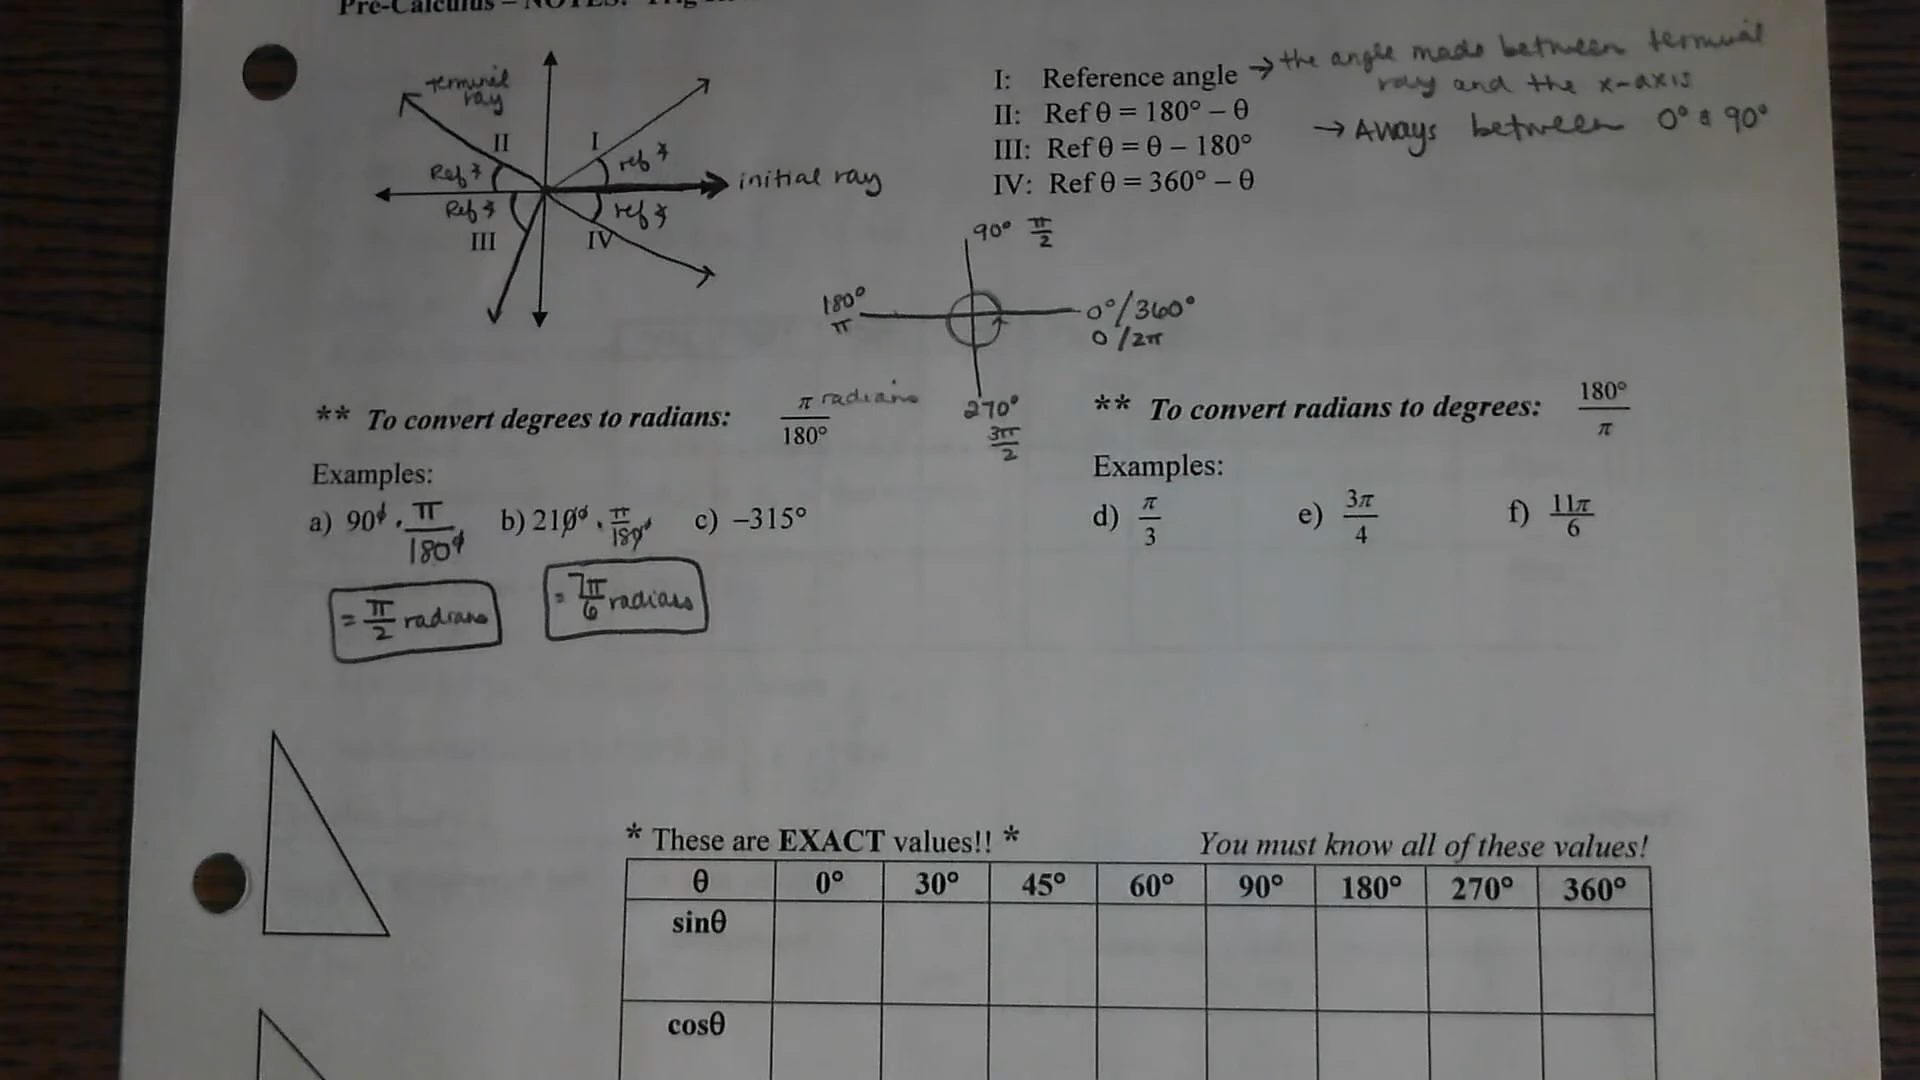 Pre-Calculus – NOTES: Trig
terminal
ray
II
I
Ref ∡
ref ∡
initial ray
Ref ∡
ref ∡
III
IV
I: Reference angle → the angle made between terminal
ray and the x-axis
II: Ref θ = 180° – θ
→ Always between 0° & 90°
III: Ref θ = θ – 180°
IV: Ref θ = 360° – θ
90° π/2
180°
π
0°/360°
0/2π
270°
3π/2
** To convert degrees to radians: π radians/180°
** To convert radians to degrees: 180°/π
Examples:
a) 90° · π/180° b) 210° · π/180° c) –315°
= π/2 radians
= 7π/6 radians
Examples:
d) π/3 e) 3π/4 f) 11π/6
* These are EXACT values!! * You must know all of these values!
θ 0° 30° 45° 60° 90° 180° 270° 360°
sinθ
cosθ